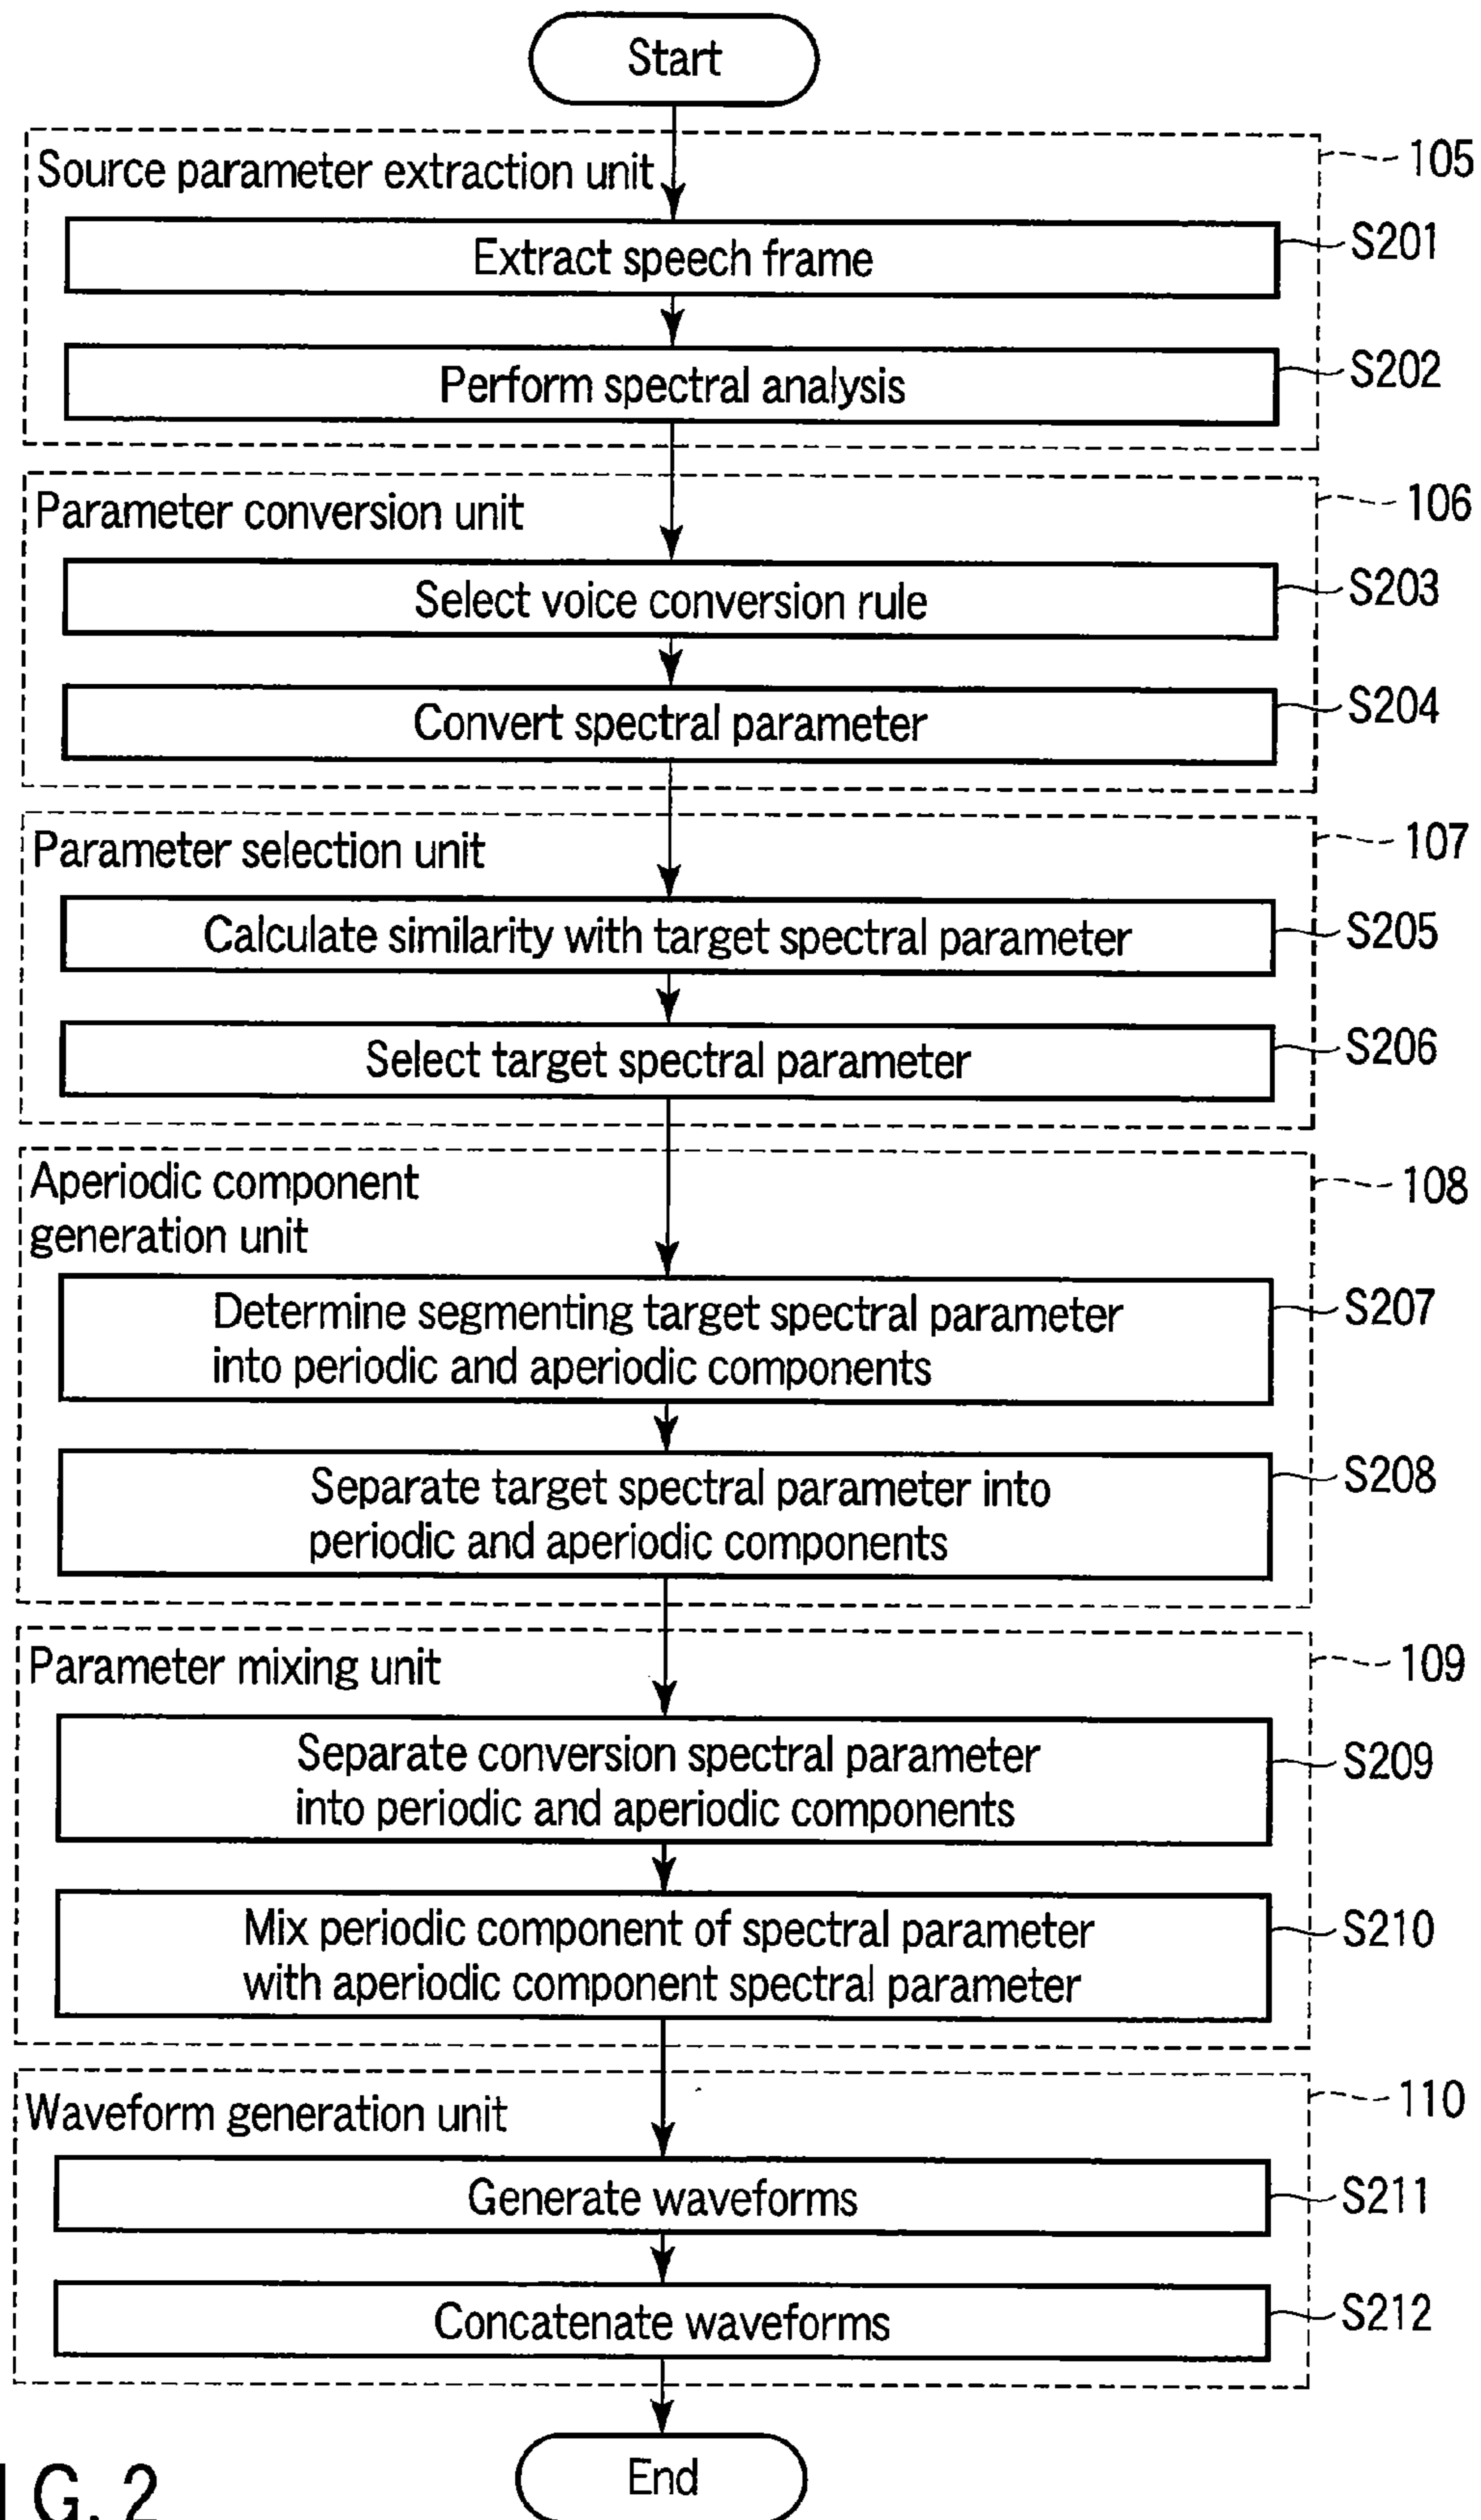 Start
Source parameter extraction unit
105
Extract speech frame
S201
Perform spectral analysis
S202
Parameter conversion unit
106
Select voice conversion rule
S203
Convert spectral parameter
S204
Parameter selection unit
107
Calculate similarity with target spectral parameter
S205
Select target spectral parameter
S206
Aperiodic component
generation unit
108
Determine segmenting target spectral parameter
into periodic and aperiodic components
S207
Separate target spectral parameter into
periodic and aperiodic components
S208
Parameter mixing unit
109
Separate conversion spectral parameter
into periodic and aperiodic components
S209
Mix periodic component of spectral parameter
with aperiodic component spectral parameter
S210
Waveform generation unit
110
Generate waveforms
S211
Concatenate waveforms
S212
End
IG. 2